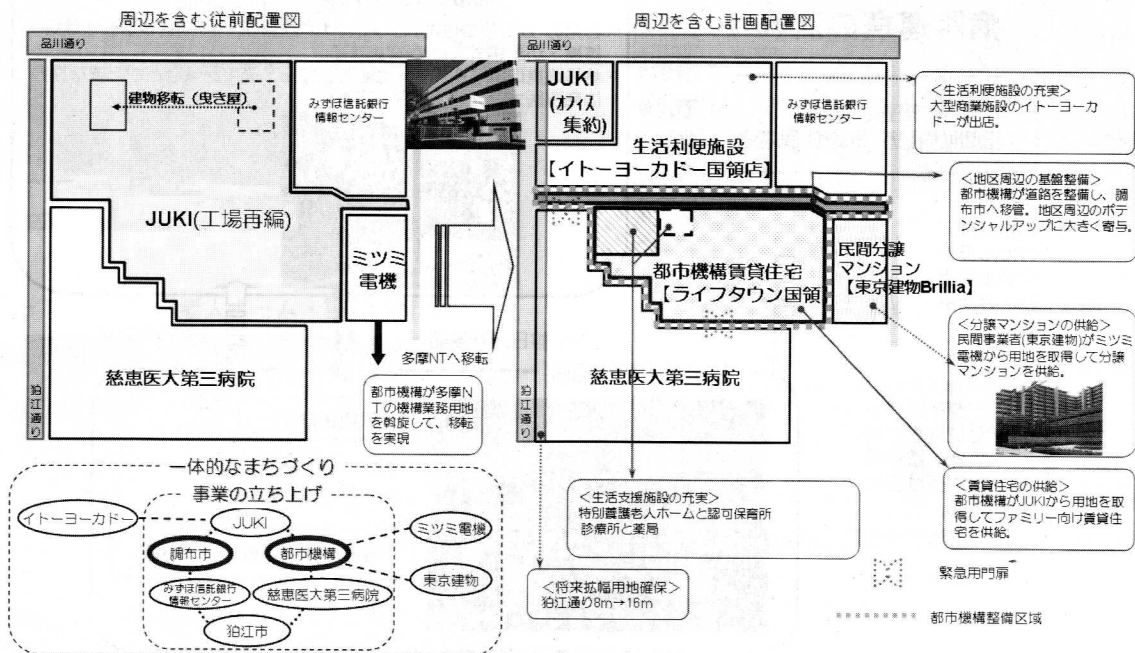 周辺を含む従前配置図
品川通り
建物移転（曳き屋）
みずほ信託銀行
情報センター
JUKI(工場再編)
ミツミ
電機
慈恵医大第三病院
狛江通り
多摩NTへ移転
都市機構が多摩N
Tの機構業務用地
を斡旋して、移転
を実現
周辺を含む計画配置図
品川通り
JUKI
(オフィス
集約)
生活利便施設
【イトーヨーカドー国領店】
みずほ信託銀行
情報センター
都市機構賃貸住宅
【ライフタウン国領】
民間分譲
マンション
【東京建物Brillia】
慈恵医大第三病院
狛江通り
＜生活利便施設の充実＞
大型商業施設のイトーヨーカ
ドーが出店。
＜地区周辺の基盤整備＞
都市機構が道路を整備し、調
布市へ移管。地区周辺のポテ
ンシャルアップに大きく寄与。
＜分譲マンションの供給＞
民間事業者(東京建物)がミツミ
電機から用地を取得して分譲
マンションを供給。
＜賃貸住宅の供給＞
都市機構がJUKIから用地を取
得してファミリー向け賃貸住
宅を供給。
＜生活支援施設の充実＞
特別養護老人ホームと認可保育所
診療所と薬局
＜将来拡幅用地確保＞
狛江通り8m→16m
緊急用門扉
都市機構整備区域
一体的なまちづくり
事業の立ち上げ
イトーヨーカドー
JUKI
ミツミ電機
調布市
都市機構
東京建物
みずほ信託銀行
情報センター
慈恵医大第三病院
狛江市